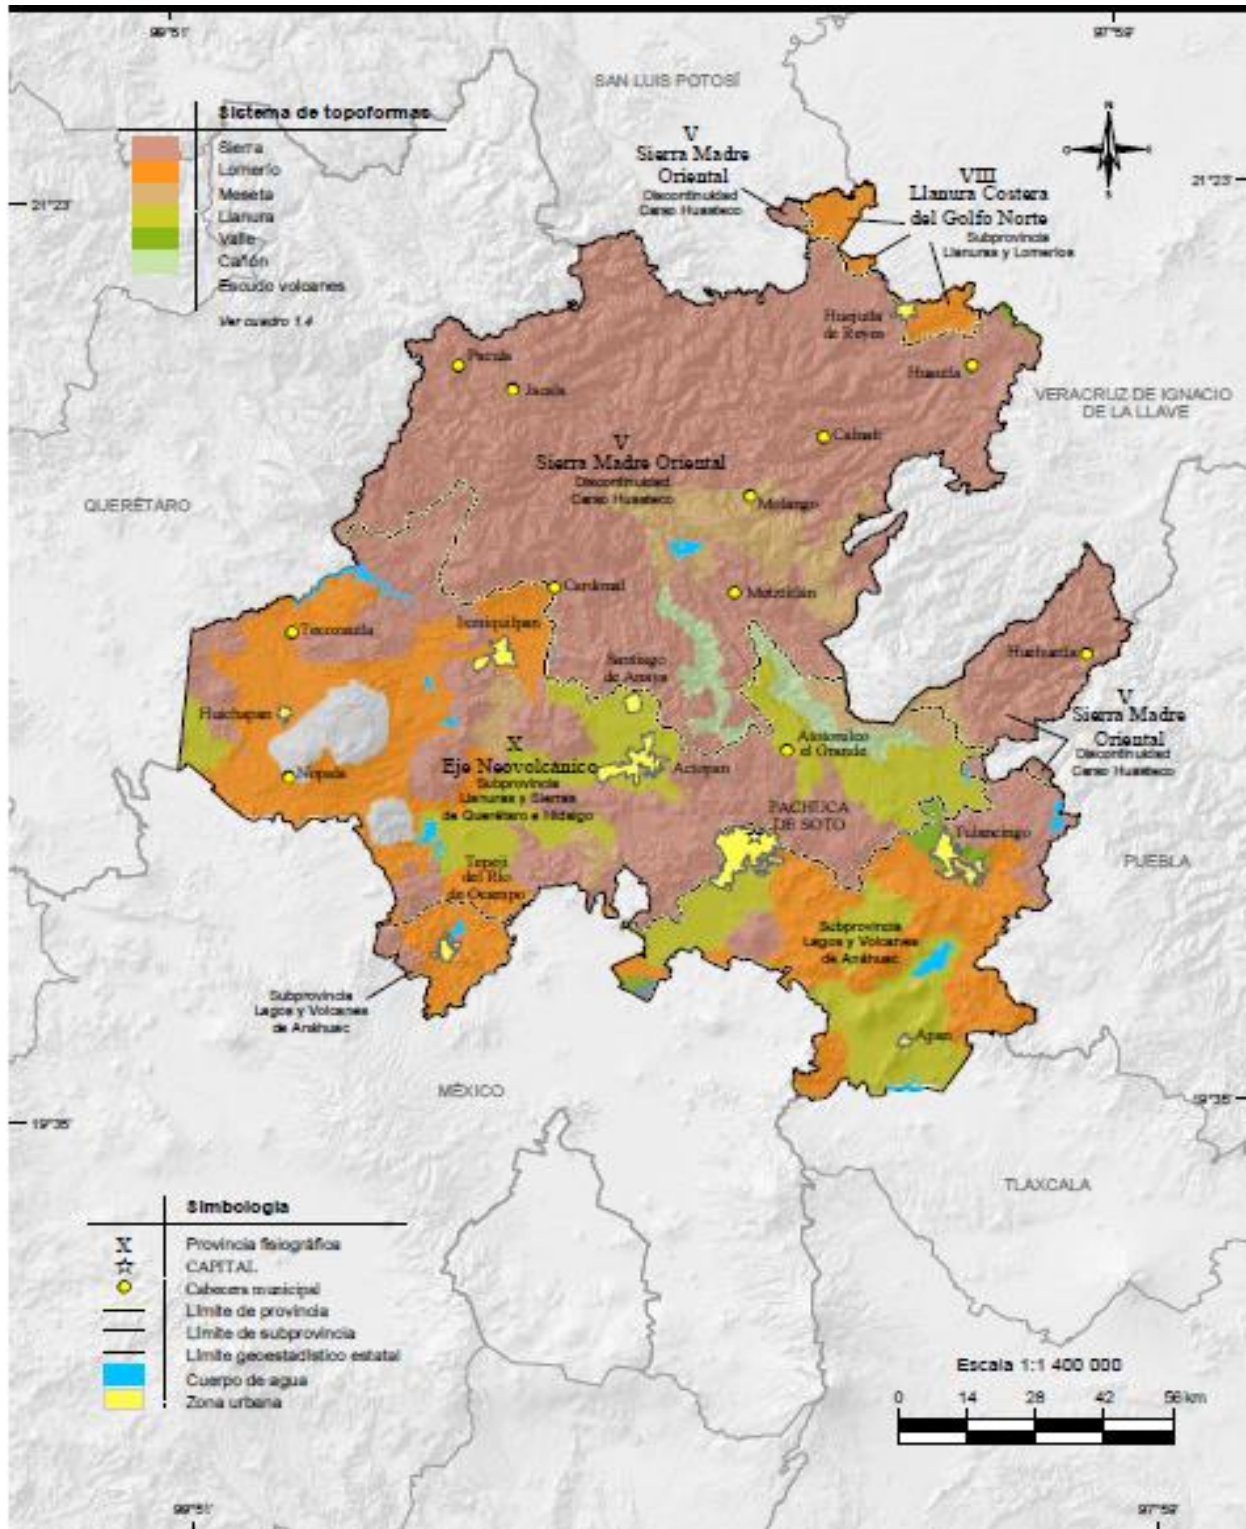 99°51'
97°59'
SAN LUIS POTOSÍ
Sistema de topoformas
Sierra
Lomerío
Meseta
Llanura
Valle
Cañón
Escudo volcanes
Ver cuadro 1.4
V
Sierra Madre
Oriental
Discontinuidad
Carso Huasteco
N
O
E
S
VIII
Llanura Costera
del Golfo Norte
Subprovincia
Llanuras y Lomeríos
21°23'
21°23'
Huejutla
de Reyes
Huautla
Pacula
Jacala
VERACRUZ DE IGNACIO
DE LA LLAVE
Calnali
V
Sierra Madre Oriental
Discontinuidad
Carso Huasteco
QUERÉTARO
Molango
Cardonal
Metztitlán
Ixmiquilpan
Tecozautla
Santiago
de Anaya
Huehuetla
Huichapan
V
Sierra Madre
Oriental
Discontinuidad
Carso Huasteco
X
Eje Neovolcánico
Subprovincia
Llanuras y Sierras
de Querétaro e Hidalgo
Atotonilco
el Grande
Actopan
Nopala
PACHUCA
DE SOTO
Tulancingo
PUEBLA
Tepeji
del Río
de Ocampo
Subprovincia
Lagos y Volcanes
de Anáhuac
Subprovincia
Lagos y Volcanes
de Anáhuac
Apan
MÉXICO
19°35'
19°35'
TLAXCALA
Simbología
X Provincia fisiográfica
CAPITAL
Cabecera municipal
Límite de provincia
Límite de subprovincia
Límite geoestadístico estatal
Cuerpo de agua
Zona urbana
Escala 1:1 400 000
0 14 28 42 56 km
99°51'
97°59'